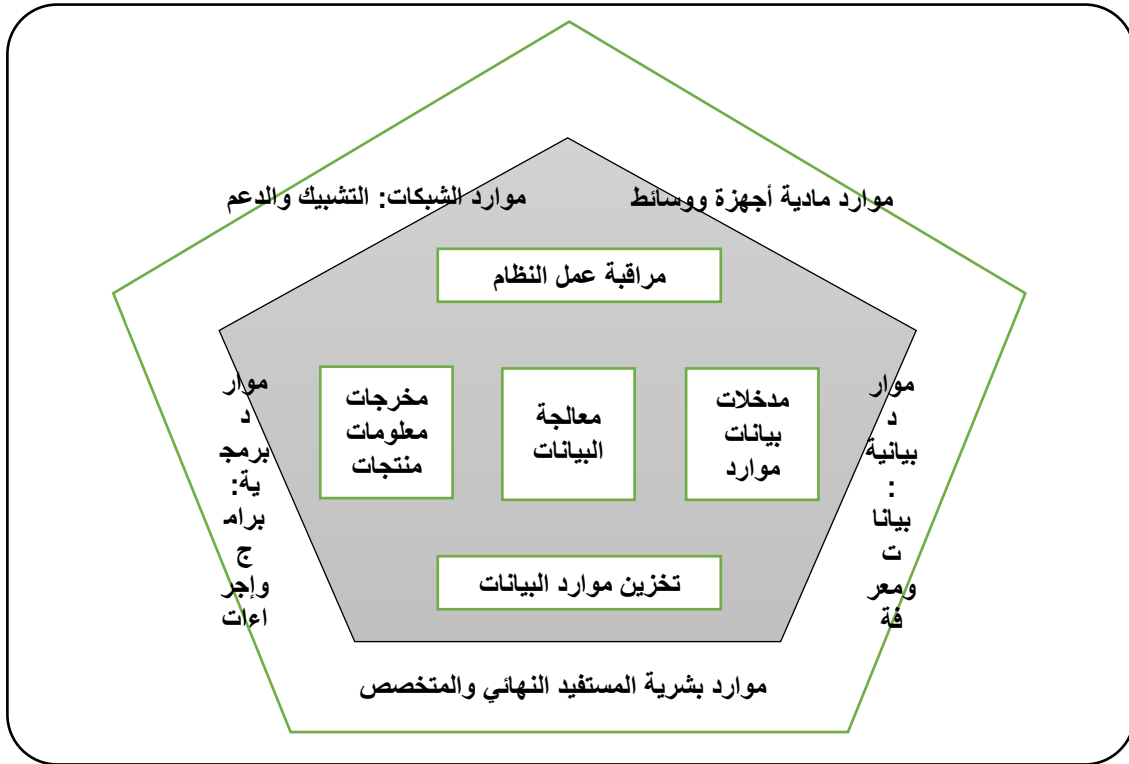 موارد مادية أجهزة ووسائط
موارد الشبكات: التشبيك والدعم
مراقبة عمل النظام
موار
د
بيانية
:
بيانا
ت
ومعر
فة
مدخلات
بيانات
موارد
معالجة
البيانات
مخرجات
معلومات
منتجات
موار
د
برمج
ية:
برام
ج
وإجر
اءات
تخزين موارد البيانات
موارد بشرية المستفيد النهائي والمتخصص